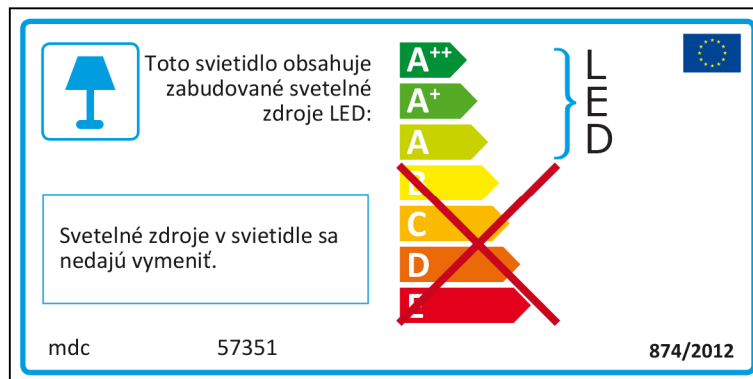 Toto svietidlo obsahuje
zabudované svetelné
zdroje LED:
A++
A+
A
B
C
D
E
L
E
D
Svetelné zdroje v svietidle sa
nedajú vymeniť.
mdc 57351
874/2012